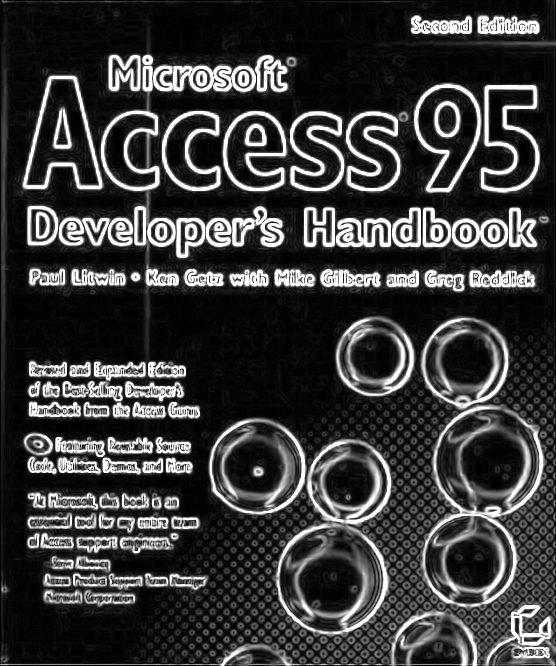 Second Edition
Microsoft®
Access 95
Developer's Handbook™
Paul Litwin • Ken Getz with Mike Gilbert and Greg Reddick
Revised and Expanded Edition
of the Best-Selling Developer's
Handbook from the Access Gurus
Featuring Reusable Source
Code, Utilities, Demos, and More
"At Microsoft, this book is an
essential tool for my entire team
of Access support engineers."
Access Product Support Team Manager
Microsoft Corporation
SYBEX